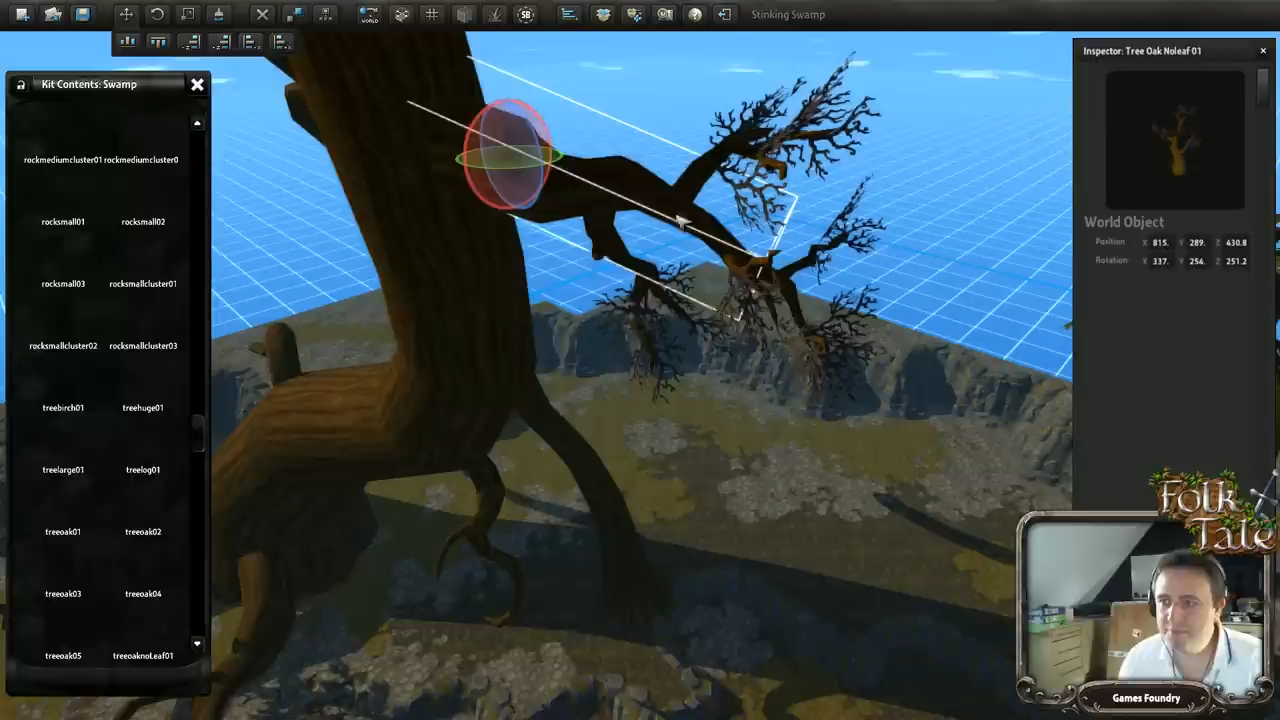 WORLD
SB
Stinking Swamp
Kit Contents: Swamp
rockmediumcluster01 rockmediumcluster0
rocksmall01 rocksmall02
rocksmall03 rocksmallcluster01
rocksmallcluster02 rocksmallcluster03
treebirch01 treehuge01
treelarge01 treelog01
treeoak01 treeoak02
treeoak03 treeoak04
treeoak05 treeoaknoLeaf01
Inspector: Tree Oak Noleaf 01
World Object
Position X 815. Y 289. Z 430.8
Rotation Y 337. Y 254. Z 251.2
Folk
Tale
Games Foundry